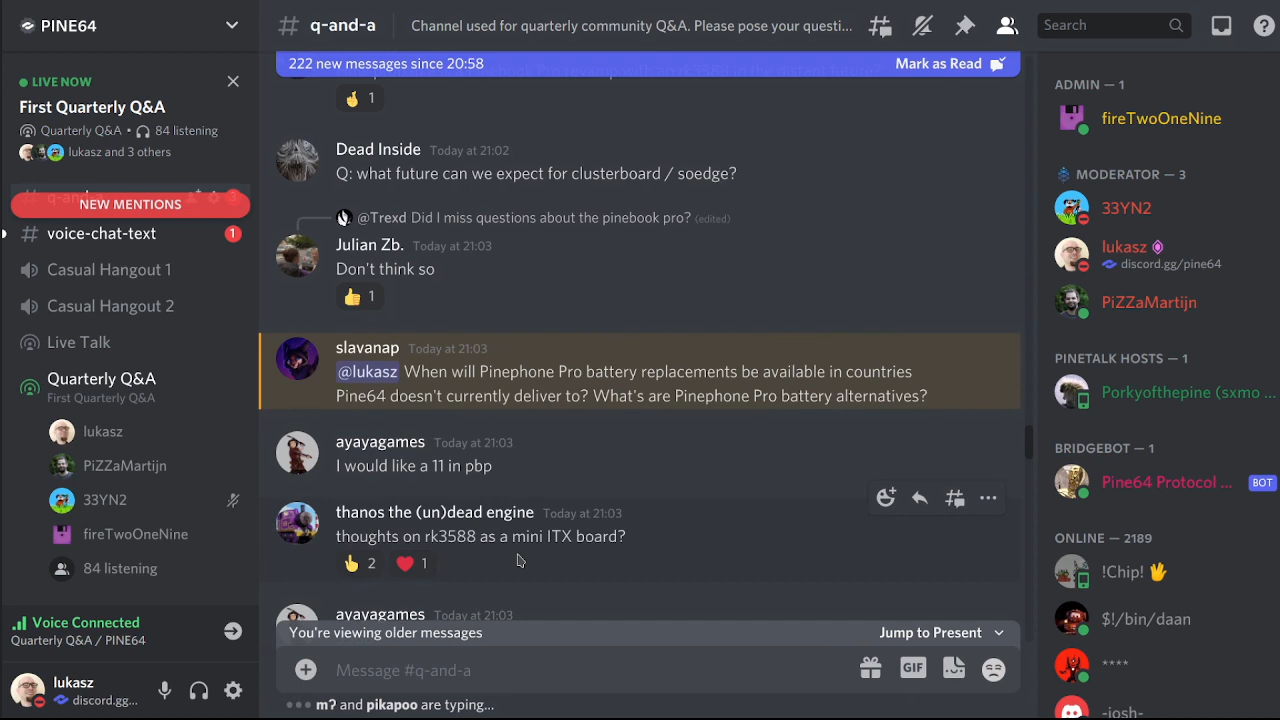 PINE64
LIVE NOW
First Quarterly Q&A
Quarterly Q&A • 84 listening
lukasz and 3 others
# q-and-a 3
NEW MENTIONS
# voice-chat-text 1
Casual Hangout 1
Casual Hangout 2
Live Talk
Quarterly Q&A
First Quarterly Q&A
lukasz
PiZZaMartijn
33YN2
fireTwoOneNine
84 listening
Voice Connected
Quarterly Q&A / PINE64
lukasz
discord.gg...
# q-and-a
Channel used for quarterly community Q&A. Please pose your questi...
Search
222 new messages since 20:58
Mark as Read
1
Dead Inside Today at 21:02
Q: what future can we expect for clusterboard / soedge?
@Trexd Did I miss questions about the pinebook pro? (edited)
Julian Zb. Today at 21:03
Don't think so
1
slavanap Today at 21:03
@lukasz When will Pinephone Pro battery replacements be available in countries
Pine64 doesn't currently deliver to? What's are Pinephone Pro battery alternatives?
ayayagames Today at 21:03
I would like a 11 in pbp
thanos the (un)dead engine Today at 21:03
thoughts on rk3588 as a mini ITX board?
2 1
ayayagames Today at 21:03
You're viewing older messages
Jump to Present
Message #q-and-a
GIF
m? and pikapoo are typing...
ADMIN — 1
fireTwoOneNine
MODERATOR — 3
33YN2
lukasz
discord.gg/pine64
PiZZaMartijn
PINETALK HOSTS — 1
Porkyofthepine (sxmo ...
BRIDGEBOT — 1
Pine64 Protocol ... BOT
ONLINE — 2189
!Chip! 🖖
$!/bin/daan
****
-josh-